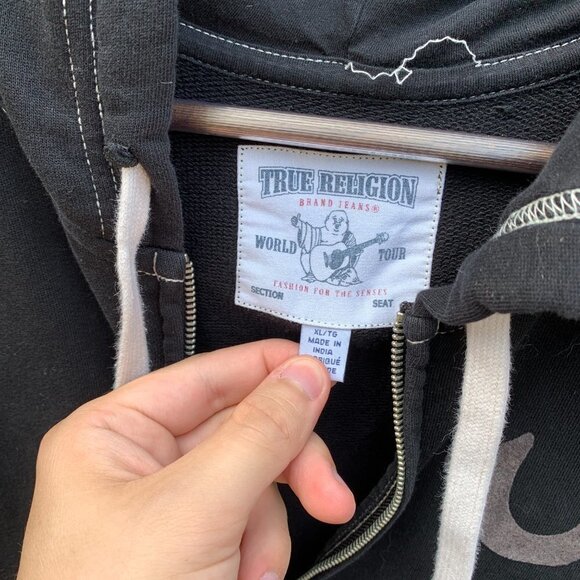 TRUE RELIGION
BRAND JEANS®
WORLD TOUR
FASHION FOR THE SENSES
SECTION SEAT
XL/TG
MADE IN
INDIA